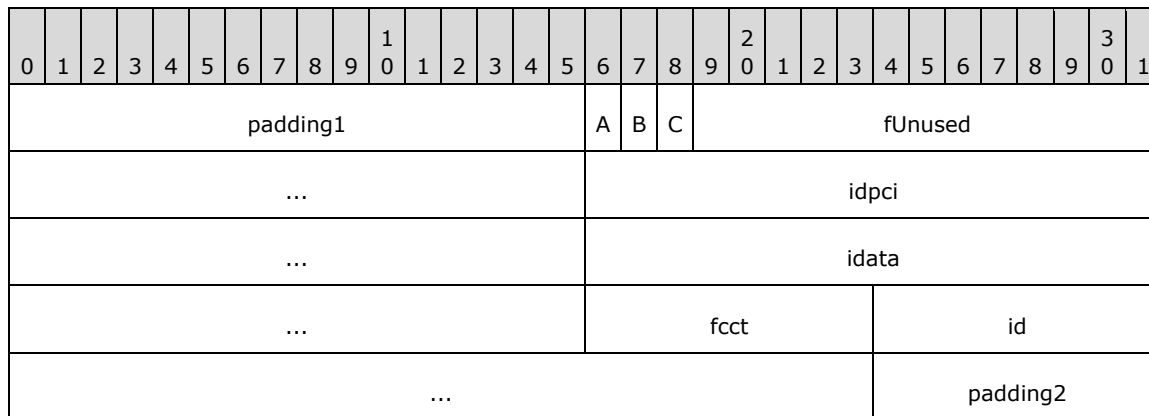 1 2 3
0 1 2 3 4 5 6 7 8 9 0 1 2 3 4 5 6 7 8 9 0 1 2 3 4 5 6 7 8 9 0 1
padding1 A B C fUnused
... idpci
... idata
... fcct id
... padding2